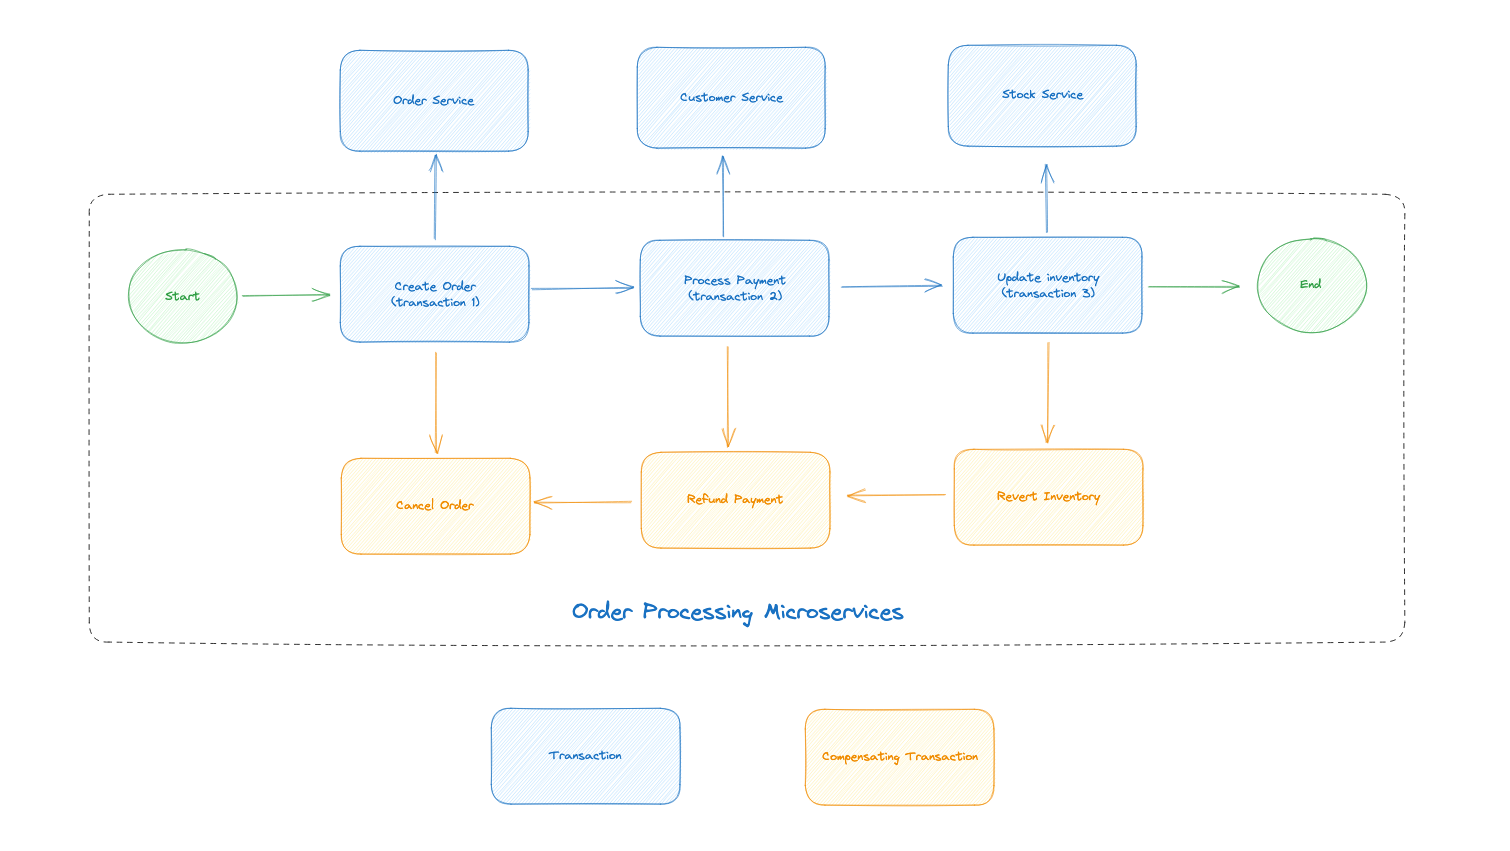 Order Service
Customer Service
Stock Service
Start
Create Order
(transaction 1)
Process Payment
(transaction 2)
Update inventory
(transaction 3)
End
Cancel Order
Refund Payment
Revert Inventory
Order Processing Microservices
Transaction
Compensating Transaction